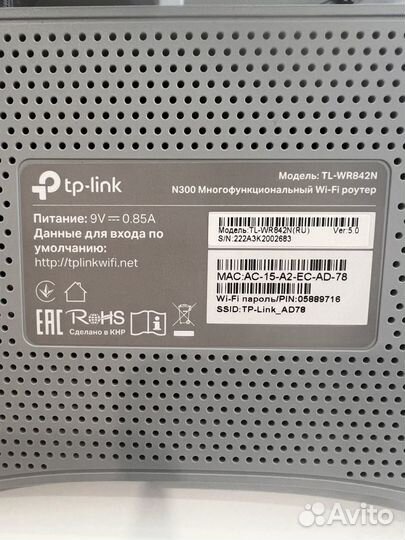 tp-link
Модель: TL-WR842N
N300 Многофункциональный Wi-Fi роутер
Питание: 9V 0.85A
Данные для входа по
умолчанию:
http://tplinkwifi.net
Модель:TL-WR842N(RU) Ver:5.0
S/N:222A3K2002683
MAC:AC-15-A2-EC-AD-78
Wi-Fi пароль/PIN:05889716
SSID:TP-Link_AD78
EAC RoHS
Сделано в КНР
Avito